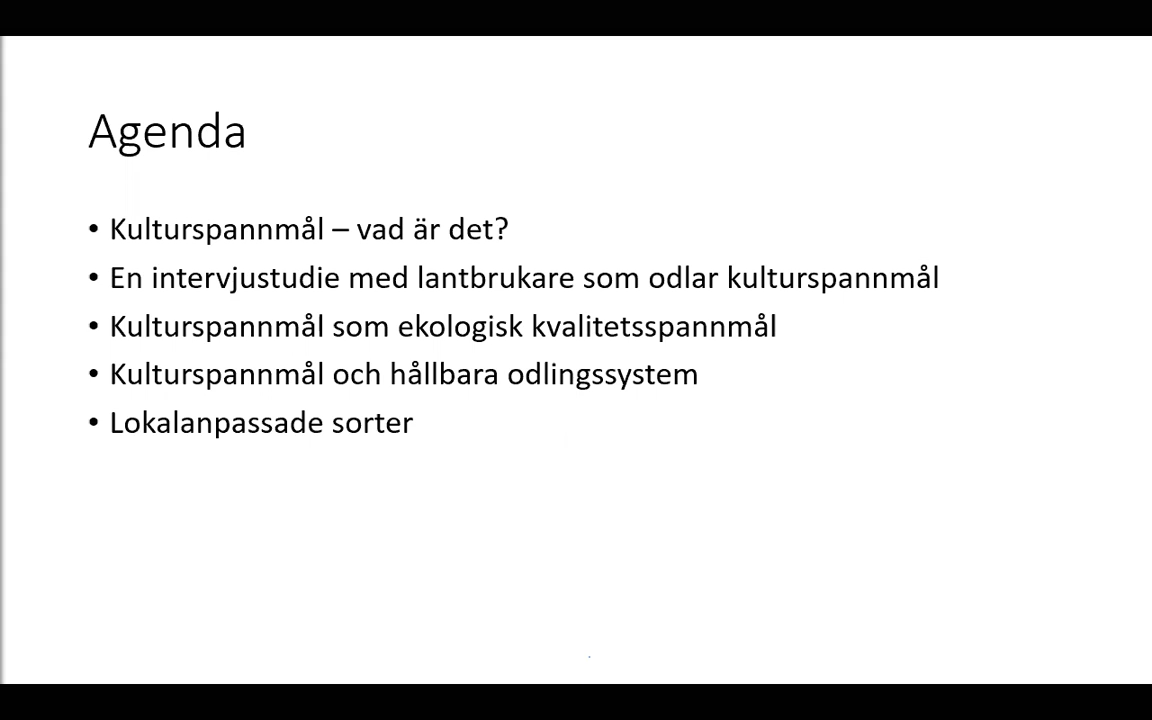 Agenda
• Kulturspannmål – vad är det?
• En intervjustudie med lantbrukare som odlar kulturspannmål
• Kulturspannmål som ekologisk kvalitetsspannmål
• Kulturspannmål och hållbara odlingssystem
• Lokalanpassade sorter